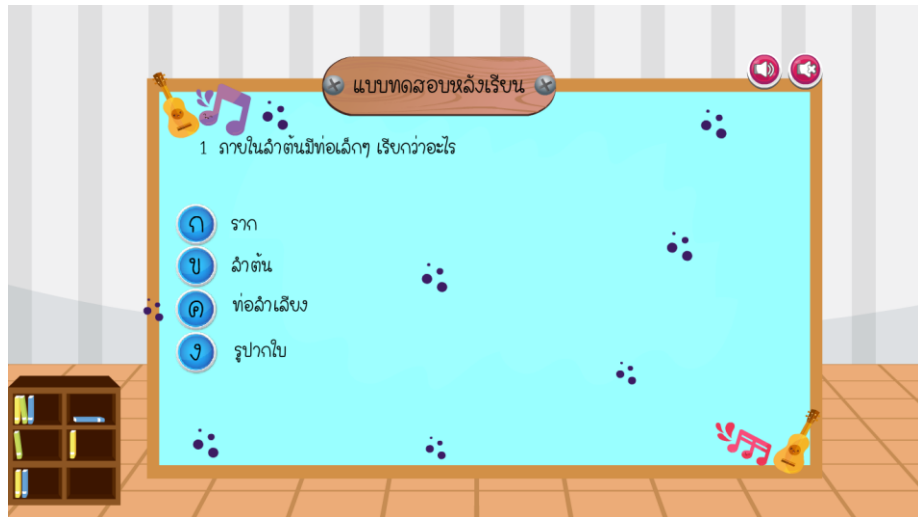 แบบทดสอบหลังเรียน
1 ภายในลำต้นมีท่อเล็กๆ เรียกว่าอะไร
ก ราก
ข ลำต้น
ค ท่อลำเลียง
ง รูปากใบ